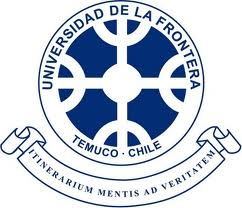 UNIVERSIDAD DE LA FRONTERA
TEMUCO · CHILE
ITINERARIUM MENTIS AD VERITATEM